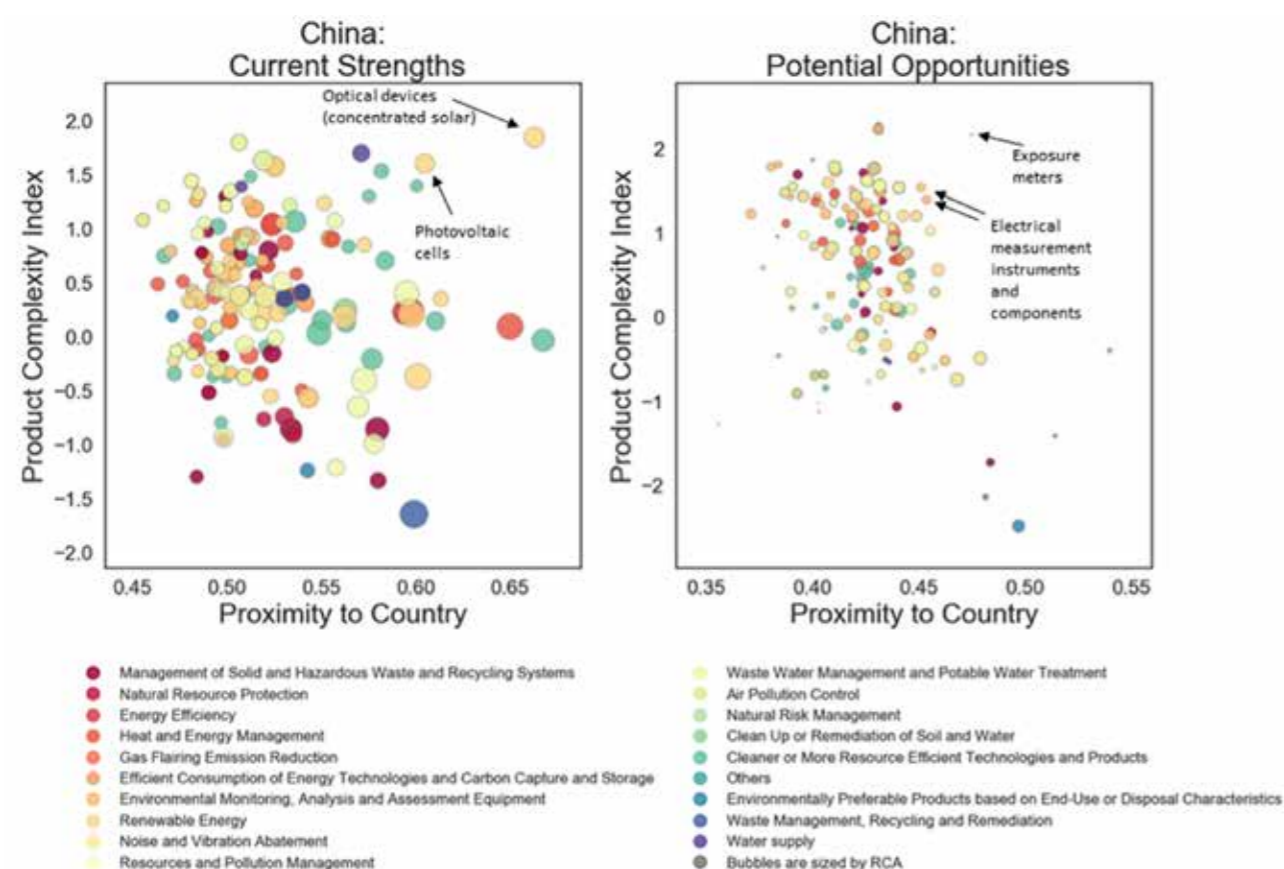 China:
Current Strengths
Optical devices
(concentrated solar)
Photovoltaic
cells
Product Complexity Index
2.0
1.5
1.0
0.5
0.0
−0.5
−1.0
−1.5
−2.0
0.45
0.50
0.55
0.60
0.65
Proximity to Country
China:
Potential Opportunities
Exposure
meters
Electrical
measurement
instruments
and
components
Product Complexity Index
2
1
0
−1
−2
0.35
0.40
0.45
0.50
0.55
Proximity to Country
Management of Solid and Hazardous Waste and Recycling Systems
Natural Resource Protection
Energy Efficiency
Heat and Energy Management
Gas Flairing Emission Reduction
Efficient Consumption of Energy Technologies and Carbon Capture and Storage
Environmental Monitoring, Analysis and Assessment Equipment
Renewable Energy
Noise and Vibration Abatement
Resources and Pollution Management
Waste Water Management and Potable Water Treatment
Air Pollution Control
Natural Risk Management
Clean Up or Remediation of Soil and Water
Cleaner or More Resource Efficient Technologies and Products
Others
Environmentally Preferable Products based on End-Use or Disposal Characteristics
Waste Management, Recycling and Remediation
Water supply
Bubbles are sized by RCA